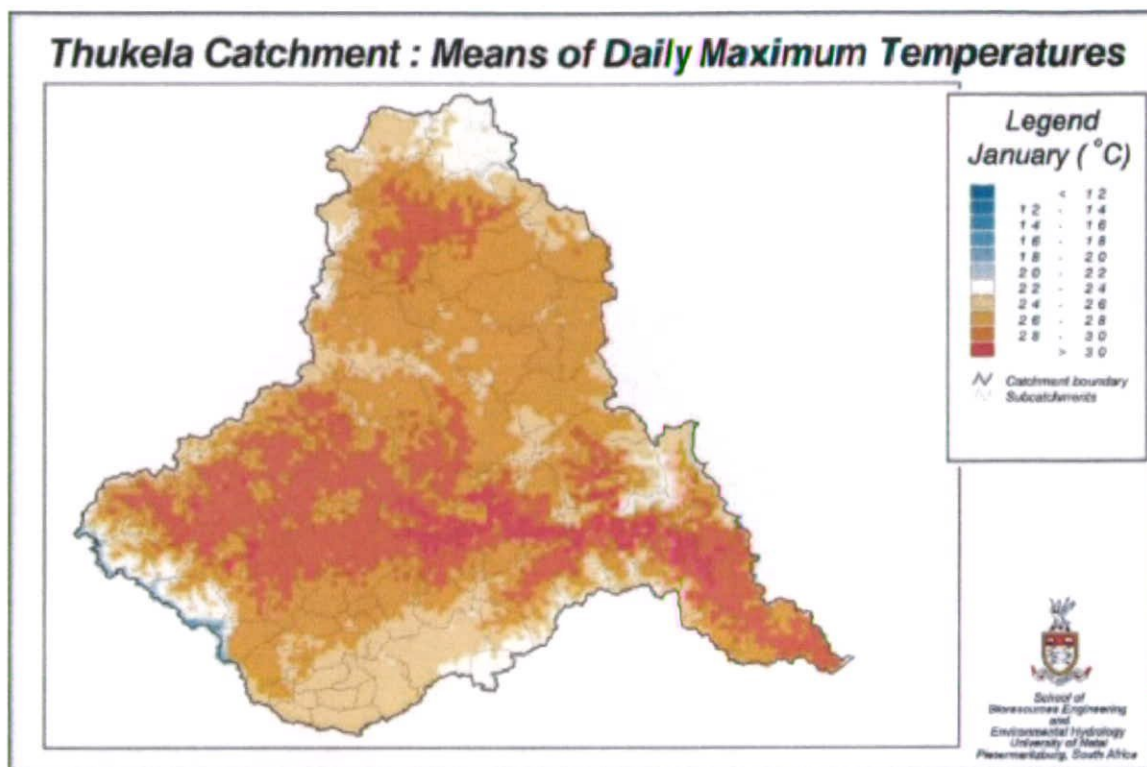 Thukela Catchment : Means of Daily Maximum Temperatures
Legend
January (°C)
< 12
12 - 14
14 - 16
16 - 18
18 - 20
20 - 22
22 - 24
24 - 26
26 - 28
28 - 30
> 30
Catchment boundary
Subcatchments
School of
Bioresources Engineering
and
Environmental Hydrology
University of Natal
Pietermaritzburg, South Africa